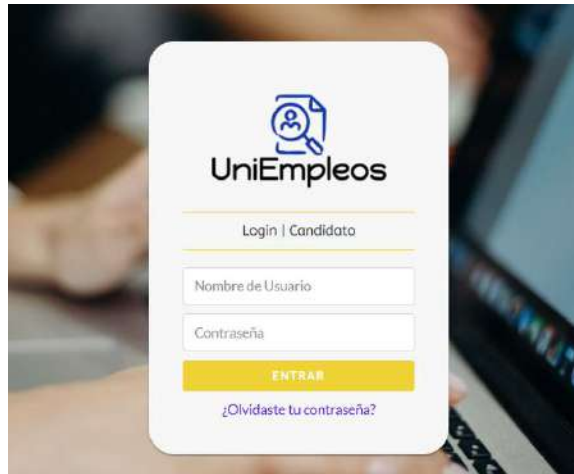 UniEmpleos
Login | Candidato
Nombre de Usuario
Contraseña
ENTRAR
¿Olvidaste tu contraseña?